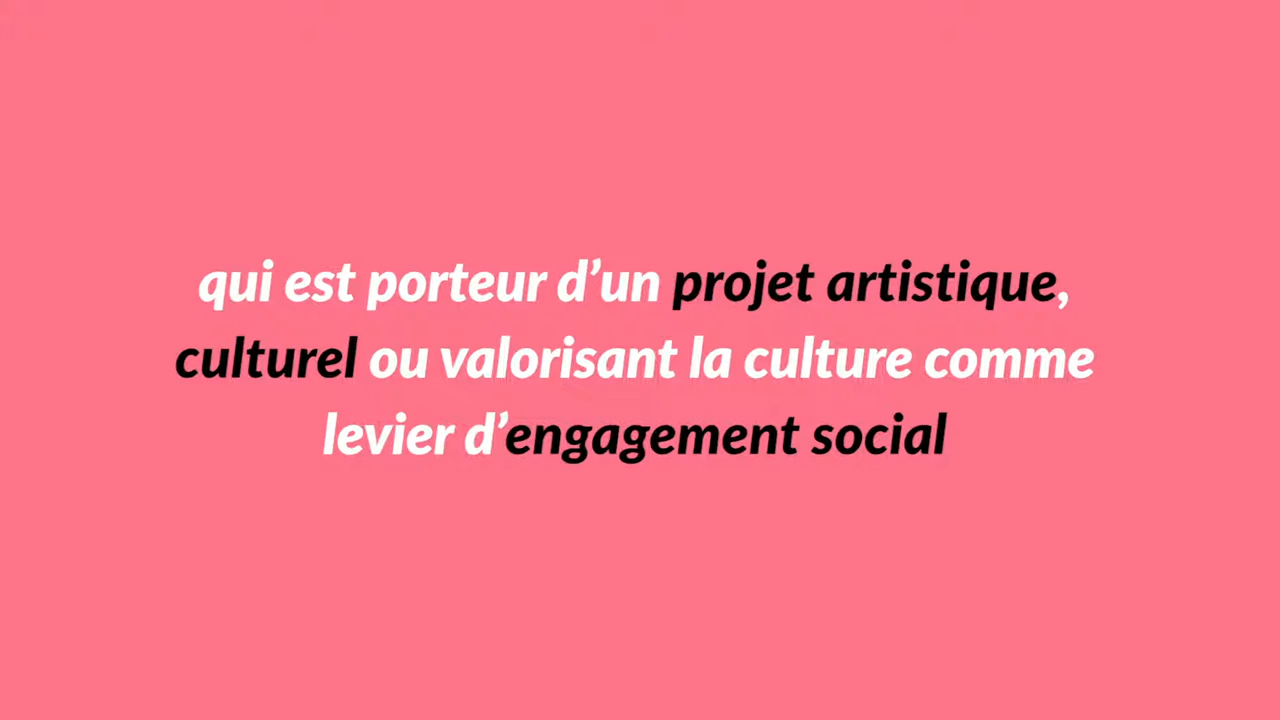 qui est porteur d’un projet artistique,
culturel ou valorisant la culture comme
levier d’engagement social